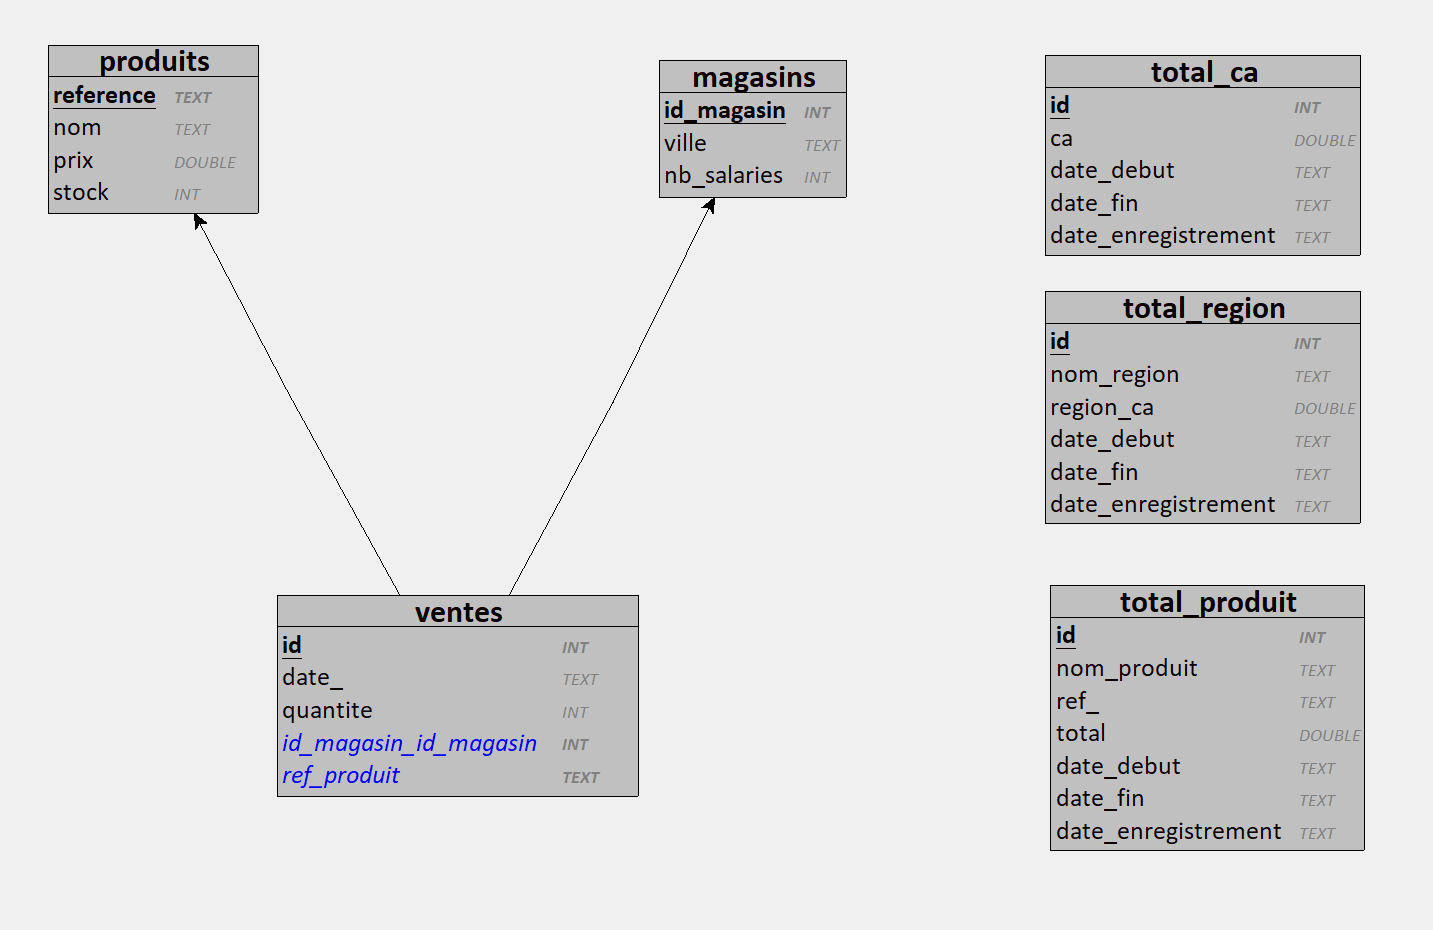 produits
reference TEXT
nom TEXT
prix DOUBLE
stock INT
magasins
id_magasin INT
ville TEXT
nb_salaries INT
total_ca
id INT
ca DOUBLE
date_debut TEXT
date_fin TEXT
date_enregistrement TEXT
total_region
id INT
nom_region TEXT
region_ca DOUBLE
date_debut TEXT
date_fin TEXT
date_enregistrement TEXT
ventes
id INT
date_ TEXT
quantite INT
id_magasin_id_magasin INT
ref_produit TEXT
total_produit
id INT
nom_produit TEXT
ref_ TEXT
total DOUBLE
date_debut TEXT
date_fin TEXT
date_enregistrement TEXT